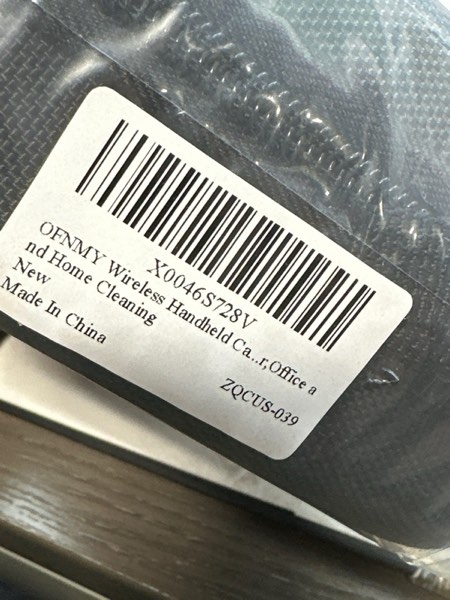 X0046S728V
OFNMY Wireless Handheld Ca...r,Office a
nd Home Cleaning
New
ZQCUS-039
Made In China